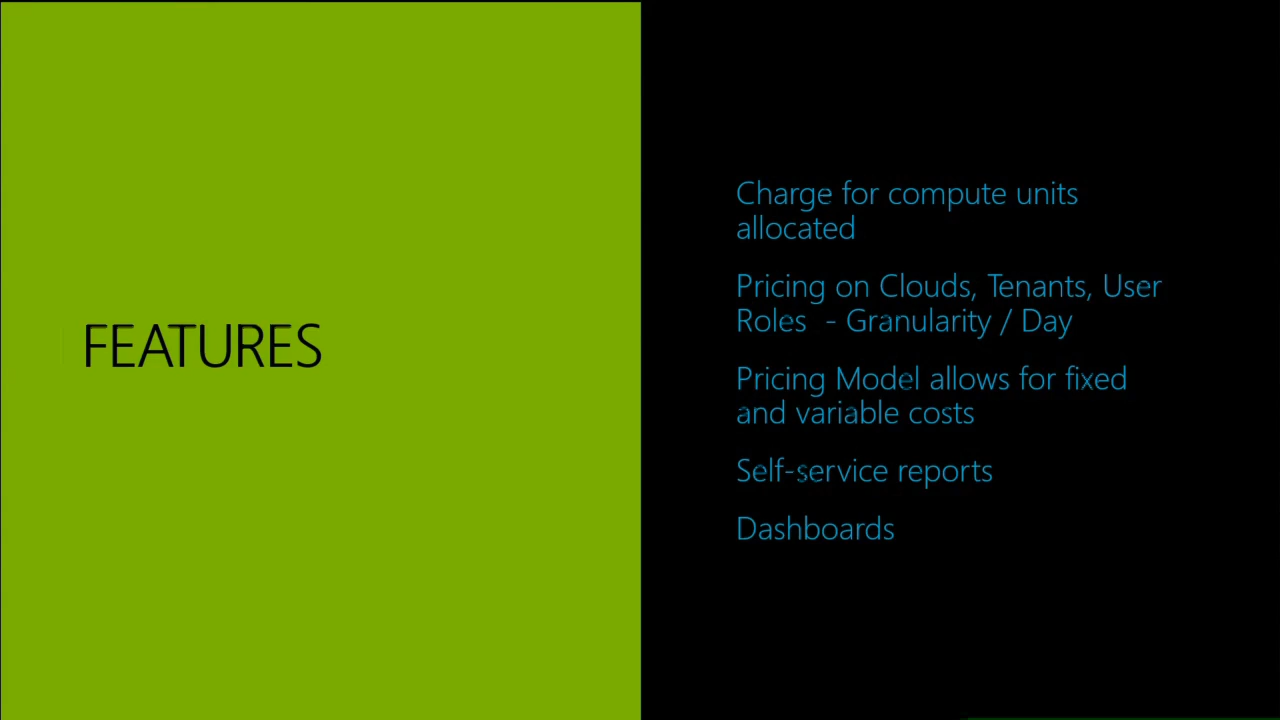 FEATURES
Charge for compute units
allocated
Pricing on Clouds, Tenants, User
Roles  - Granularity / Day
Pricing Model allows for fixed
and variable costs
Self-service reports
Dashboards